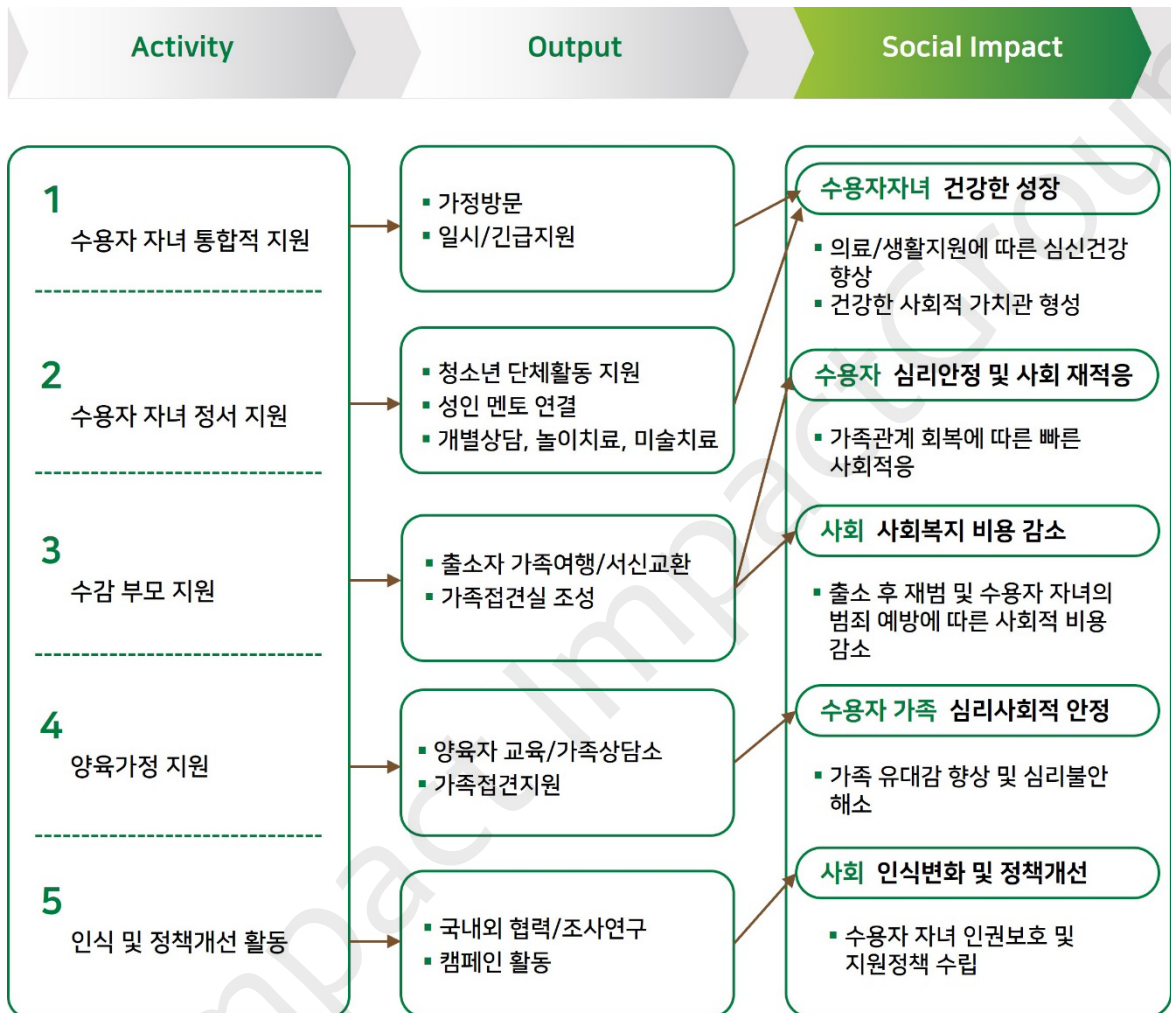 Activity
Output
Social Impact
1
수용자 자녀 통합적 지원
2
수용자 자녀 정서 지원
3
수감 부모 지원
4
양육가정 지원
5
인식 및 정책개선 활동
▪ 가정방문
▪ 일시/긴급지원
▪ 청소년 단체활동 지원
▪ 성인 멘토 연결
▪ 개별상담, 놀이치료, 미술치료
▪ 출소자 가족여행/서신교환
▪ 가족접견실 조성
▪ 양육자 교육/가족상담소
▪ 가족접견지원
▪ 국내외 협력/조사연구
▪ 캠페인 활동
수용자자녀 건강한 성장
▪ 의료/생활지원에 따른 심신건강
향상
▪ 건강한 사회적 가치관 형성
수용자 심리안정 및 사회 재적응
▪ 가족관계 회복에 따른 빠른
사회적응
사회 사회복지 비용 감소
▪ 출소 후 재범 및 수용자 자녀의
범죄 예방에 따른 사회적 비용
감소
수용자 가족 심리사회적 안정
▪ 가족 유대감 향상 및 심리불안
해소
사회 인식변화 및 정책개선
▪ 수용자 자녀 인권보호 및
지원정책 수립
Impact ImpactGroun